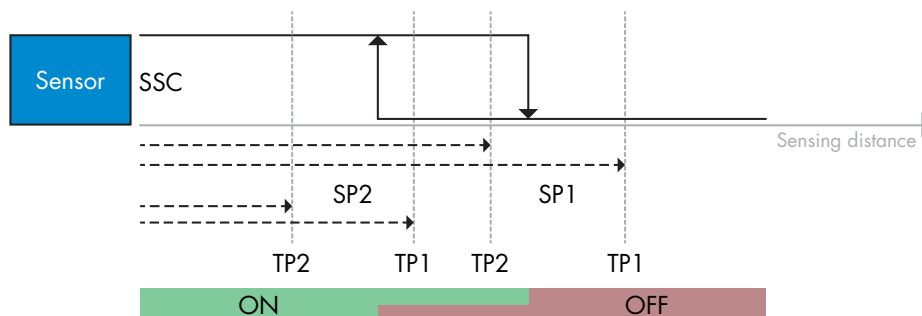 Sensor
SSC
Sensing distance
SP2 SP1
TP2 TP1 TP2 TP1
ON OFF